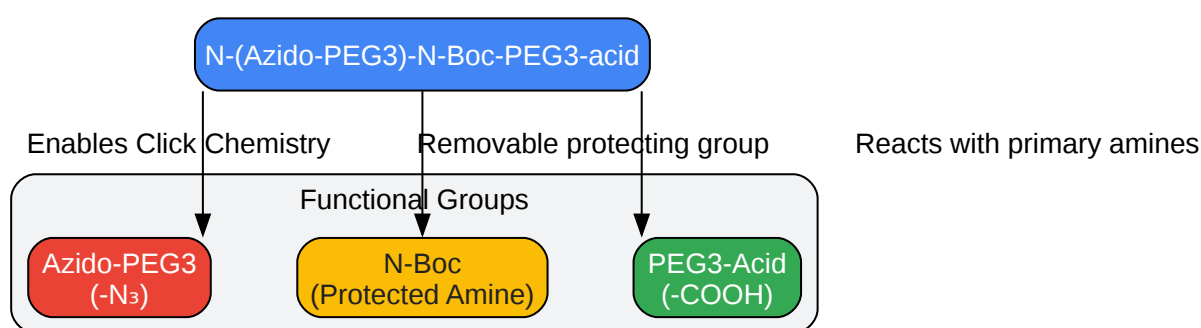 N-(Azido-PEG3)-N-Boc-PEG3-acid
Enables Click Chemistry
Removable protecting group
Reacts with primary amines
Functional Groups
Azido-PEG3
(-N₃)
N-Boc
(Protected Amine)
PEG3-Acid
(-COOH)